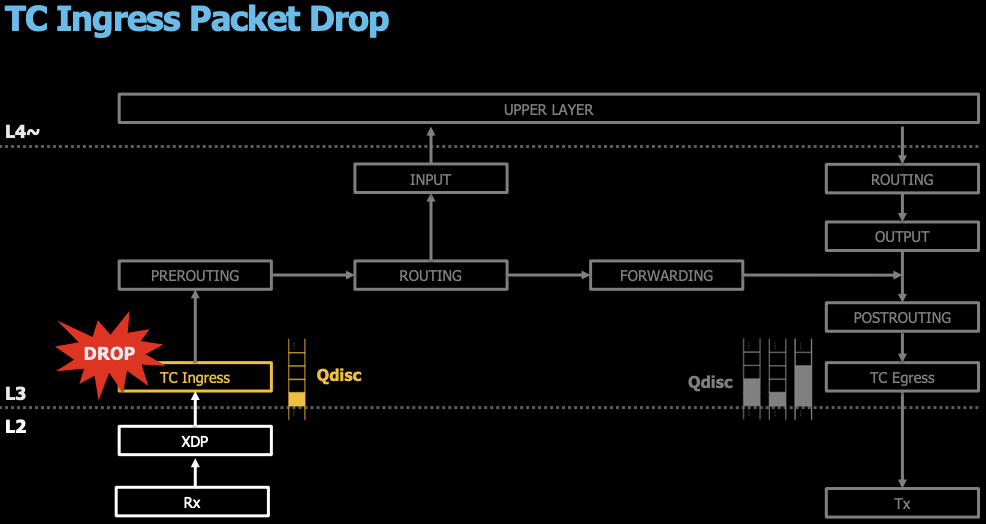 TC Ingress Packet Drop
UPPER LAYER
L4~
INPUT
ROUTING
OUTPUT
PREROUTING
ROUTING
FORWARDING
POSTROUTING
DROP
TC Ingress
Qdisc
Qdisc
TC Egress
L3
L2
XDP
Rx
Tx